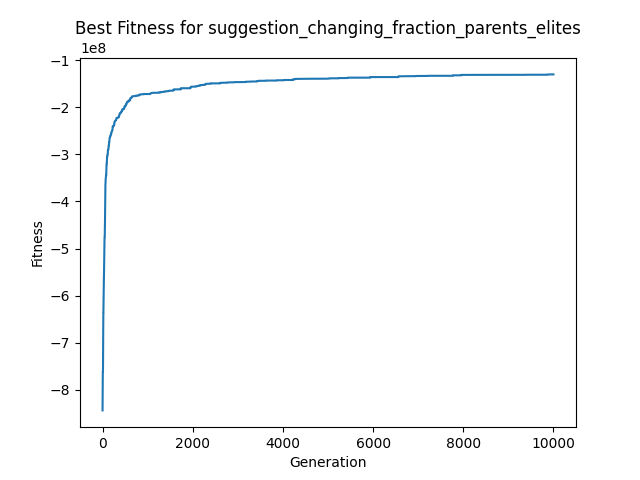 Best Fitness for suggestion_changing_fraction_parents_elites
1e8
−1
−2
−3
−4
−5
−6
−7
−8
Fitness
0 2000 4000 6000 8000 10000
Generation